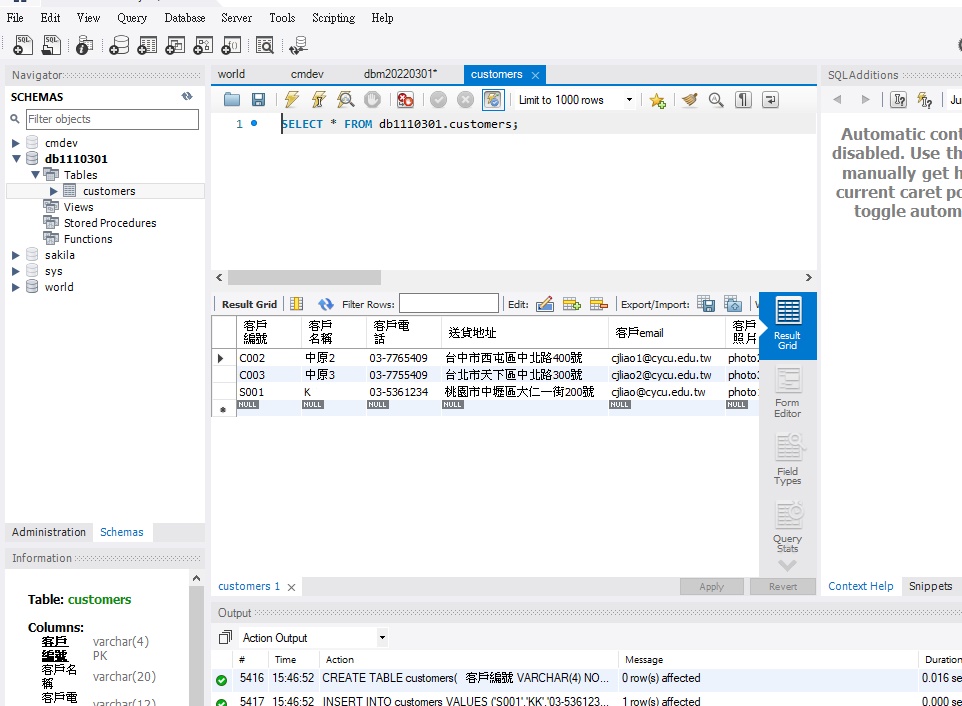 File Edit View Query Database Server Tools Scripting Help
Navigator
SCHEMAS
Filter objects
cmdev
db1110301
Tables
customers
Views
Stored Procedures
Functions
sakila
sys
world
Administration Schemas
Information
Table: customers
Columns:
客戶 varchar(4)
編號 PK
客戶名 varchar(20)
稱
客戶電 varchar(12)
world cmdev dbm20220301* customers
Limit to 1000 rows
1 SELECT * FROM db1110301.customers;
Result Grid Filter Rows: Edit: Export/Import:
客戶編號 客戶名稱 客戶電話 送貨地址 客戶email 客戶照片
C002 中原2 03-7765409 台中市西屯區中北路400號 cjliao1@cycu.edu.tw photo
C003 中原3 03-7755409 台北市天下區中北路300號 cjliao2@cycu.edu.tw photo
S001 K 03-5361234 桃園市中壢區大仁一街200號 cjliao@cycu.edu.tw photo
NULL NULL NULL NULL NULL NULL
Result Grid
Form Editor
Field Types
Query Stats
customers 1 Apply Revert
SQLAdditions
Ju
Automatic cont
disabled. Use th
manually get h
current caret po
toggle autom
Context Help Snippets
Output
Action Output
# Time Action Message Duration
5416 15:46:52 CREATE TABLE customers( 客戶編號 VARCHAR(4) NO... 0 row(s) affected 0.016 se
5417 15:46:52 INSERT INTO customers VALUES ('S001','KK','03-536123... 1 row(s) affected 0.000 se